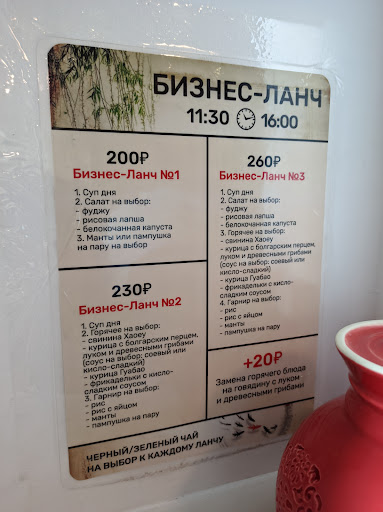 БИЗНЕС-ЛАНЧ
11:30 16:00
200₽
Бизнес-Ланч №1
1. Суп дня
2. Салат на выбор:
- фуджу
- рисовая лапша
- белокочанная капуста
3. Манты или пампушка
на пару на выбор
230₽
Бизнес-Ланч №2
1. Суп дня
2. Горячее на выбор:
- свинина Хаоеу
- курица с болгарским перцем,
луком и древесными грибами
(соус на выбор: соевый или
кисло-сладкий)
- курица Гуабао
- фрикадельки с кисло-
сладким соусом
3. Гарнир на выбор:
- рис
- рис с яйцом
- манты
- пампушка на пару
260₽
Бизнес-Ланч №3
1. Суп дня
2. Салат на выбор:
- фуджу
- рисовая лапша
- белокочанная капуста
3. Горячее на выбор:
- свинина Хаоеу
- курица с болгарским перцем,
луком и древесными грибами
(соус на выбор: соевый или
кисло-сладкий)
- курица Гуабао
- фрикадельки с кисло-
сладким соусом
4. Гарнир на выбор:
- рис
- рис с яйцом
- манты
- пампушка на пару
+20₽
Замена горячего блюда
на говядину с луком
и древесными грибами
ЧЕРНЫЙ/ЗЕЛЕНЫЙ ЧАЙ
НА ВЫБОР К КАЖДОМУ ЛАНЧУ